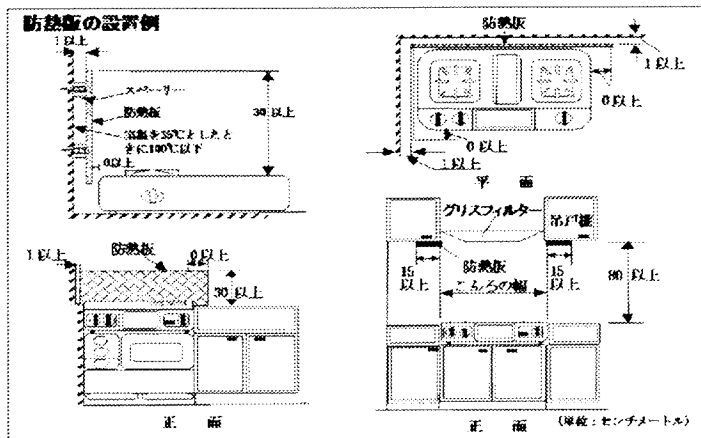 防熱板の設置例
1以上
スペーサー
防熱板
室温を35℃としたと
きに100℃以下
0以上
30以上
防熱板
1以上
0以上
0以上
1以上
平 面
1以上
防熱板
0以上
30以上
正 面
グリスフィルター
吊戸棚
15
以上
防熱板
こんろの幅
15
以上
80以上
正 面
(単位：センチメートル)